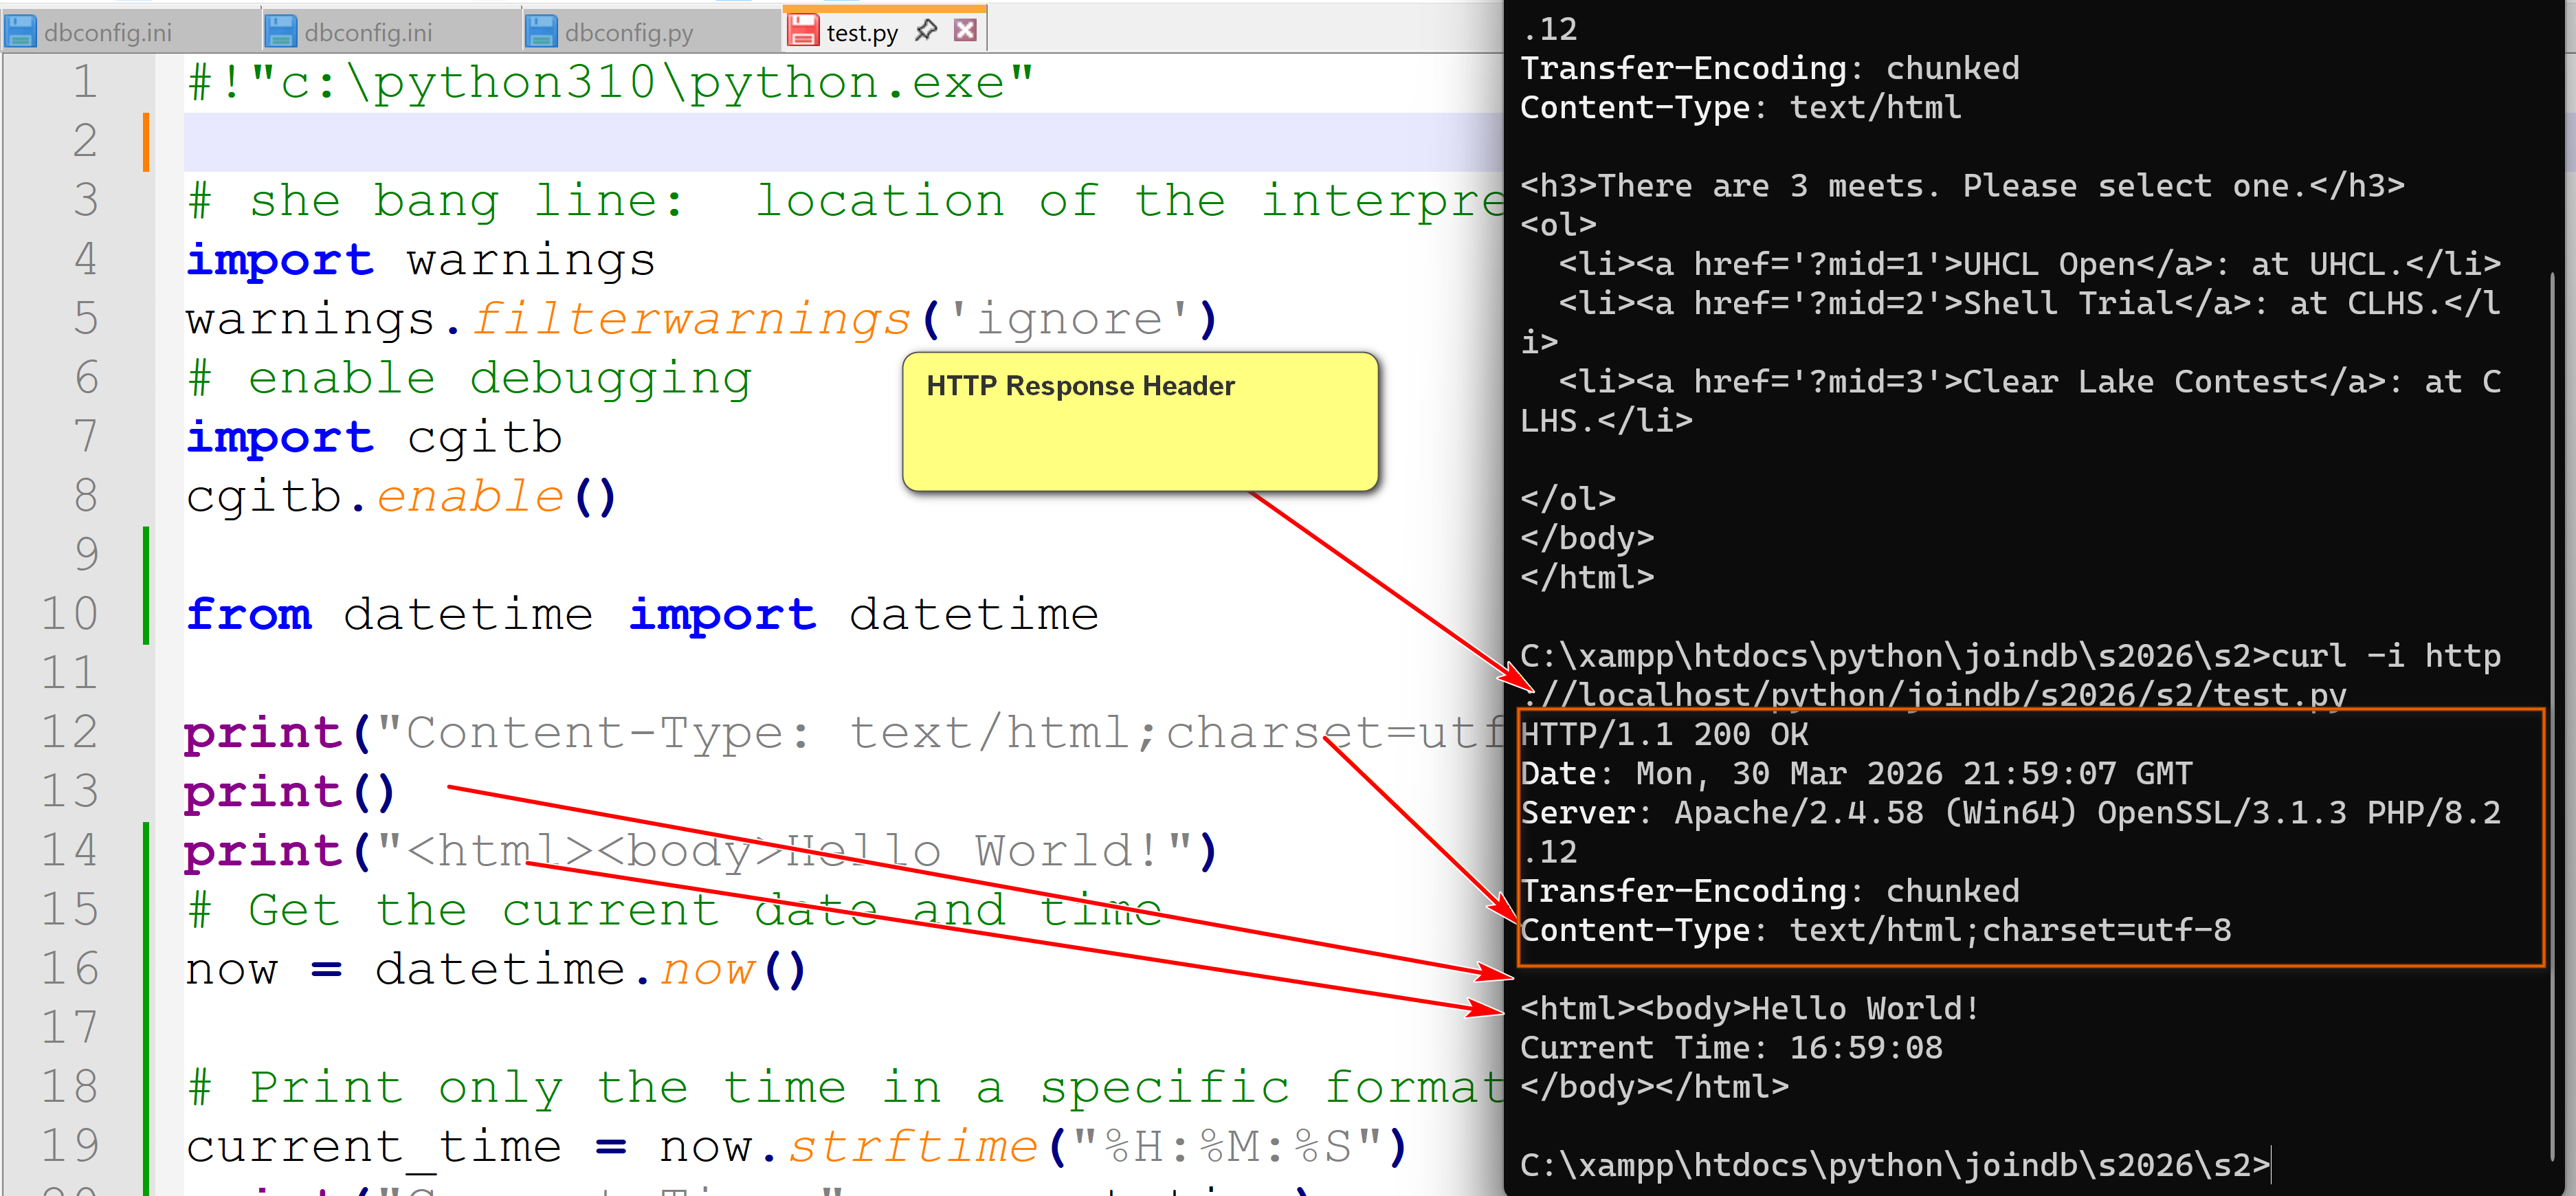 dbconfig.ini dbconfig.ini dbconfig.py test.py
1 #!"c:\python310\python.exe"
2
3 # she bang line:  location of the interpre
4 import warnings
5 warnings.filterwarnings('ignore')
6 # enable debugging
7 import cgitb
8 cgitb.enable()
9
10 from datetime import datetime
11
12 print("Content-Type: text/html;charset=utf
13 print()
14 print("<html><body>Hello World!")
15 # Get the current date and time
16 now = datetime.now()
17
18 # Print only the time in a specific format
19 current_time = now.strftime("%H:%M:%S")
HTTP Response Header
.12
Transfer-Encoding: chunked
Content-Type: text/html
<h3>There are 3 meets. Please select one.</h3>
<ol>
<li><a href='?mid=1'>UHCL Open</a>: at UHCL.</li>
<li><a href='?mid=2'>Shell Trial</a>: at CLHS.</l
i>
<li><a href='?mid=3'>Clear Lake Contest</a>: at C
LHS.</li>
</ol>
</body>
</html>
C:\xampp\htdocs\python\joindb\s2026\s2>curl -i http
://localhost/python/joindb/s2026/s2/test.py
HTTP/1.1 200 OK
Date: Mon, 30 Mar 2026 21:59:07 GMT
Server: Apache/2.4.58 (Win64) OpenSSL/3.1.3 PHP/8.2
.12
Transfer-Encoding: chunked
Content-Type: text/html;charset=utf-8
<html><body>Hello World!
Current Time: 16:59:08
</body></html>
C:\xampp\htdocs\python\joindb\s2026\s2>